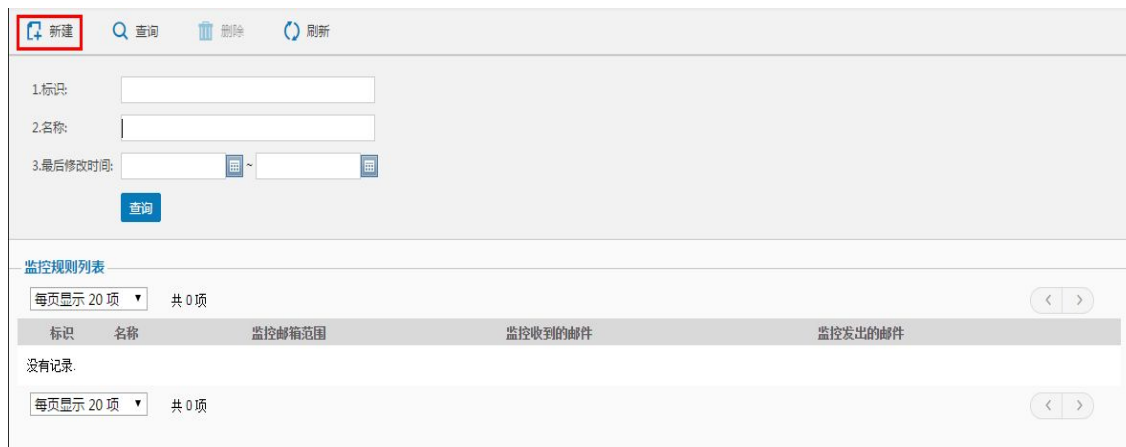 新建 查询 删除 刷新
1.标识:
2.名称:
3.最后修改时间: ~
查询
监控规则列表
每页显示 20 项 ▼ 共 0 项 < >
标识 名称 监控邮箱范围 监控收到的邮件 监控发出的邮件
没有记录.
每页显示 20 项 ▼ 共 0 项 < >